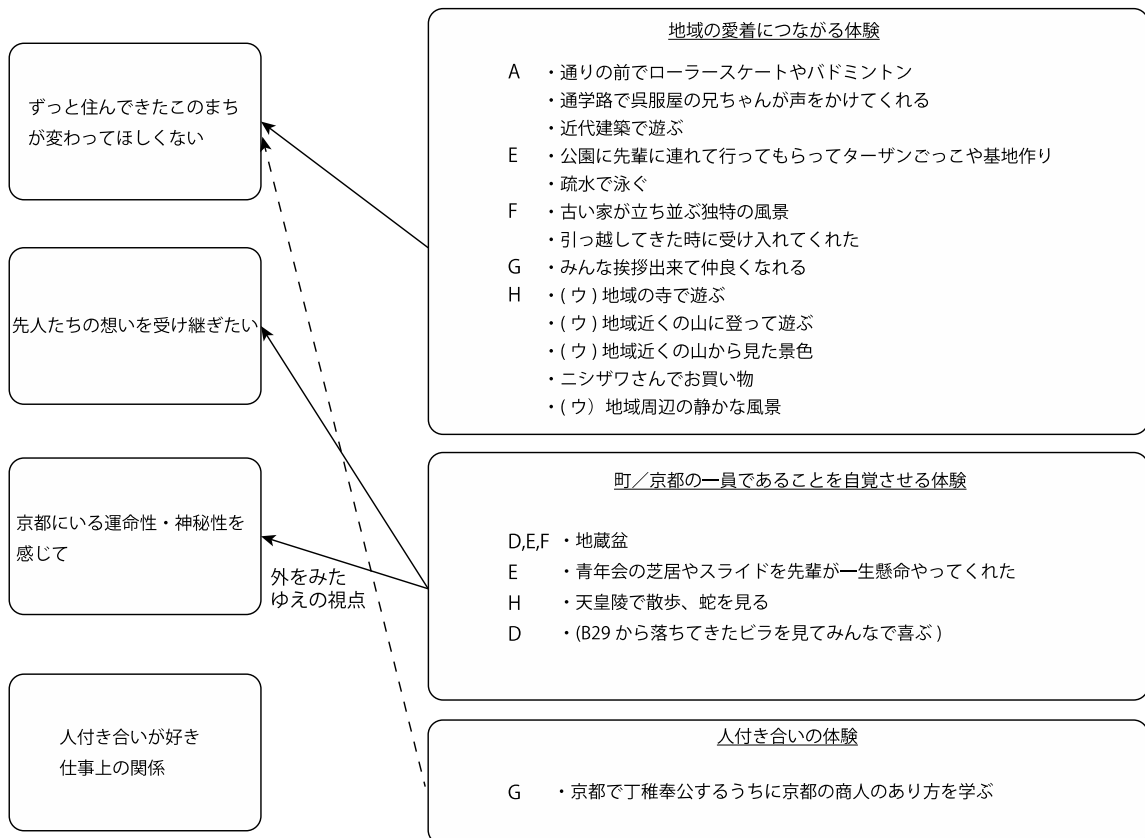 ずっと住んできたこのまち
が変わってほしくない
先人たちの想いを受け継ぎたい
京都にいる運命性・神秘性を
感じて
外をみた
ゆえの視点
人付き合いが好き
仕事上の関係
地域の愛着につながる体験
A ・通りの前でローラースケートやバドミントン
・通学路で呉服屋の兄ちゃんが声をかけてくれる
・近代建築で遊ぶ
E ・公園に先輩に連れて行ってもらってターザンごっこや基地作り
・疏水で泳ぐ
F ・古い家が立ち並ぶ独特の風景
・引っ越してきた時に受け入れてくれた
G ・みんな挨拶出来て仲良くなれる
H ・( ウ ) 地域の寺で遊ぶ
・( ウ ) 地域近くの山に登って遊ぶ
・( ウ ) 地域近くの山から見た景色
・ニシザワさんでお買い物
・( ウ）地域周辺の静かな風景
町／京都の一員であることを自覚させる体験
D,E,F ・地蔵盆
E ・青年会の芝居やスライドを先輩が一生懸命やってくれた
H ・天皇陵で散歩、蛇を見る
D ・(B29 から落ちてきたビラを見てみんなで喜ぶ )
人付き合いの体験
G ・京都で丁稚奉公するうちに京都の商人のあり方を学ぶ